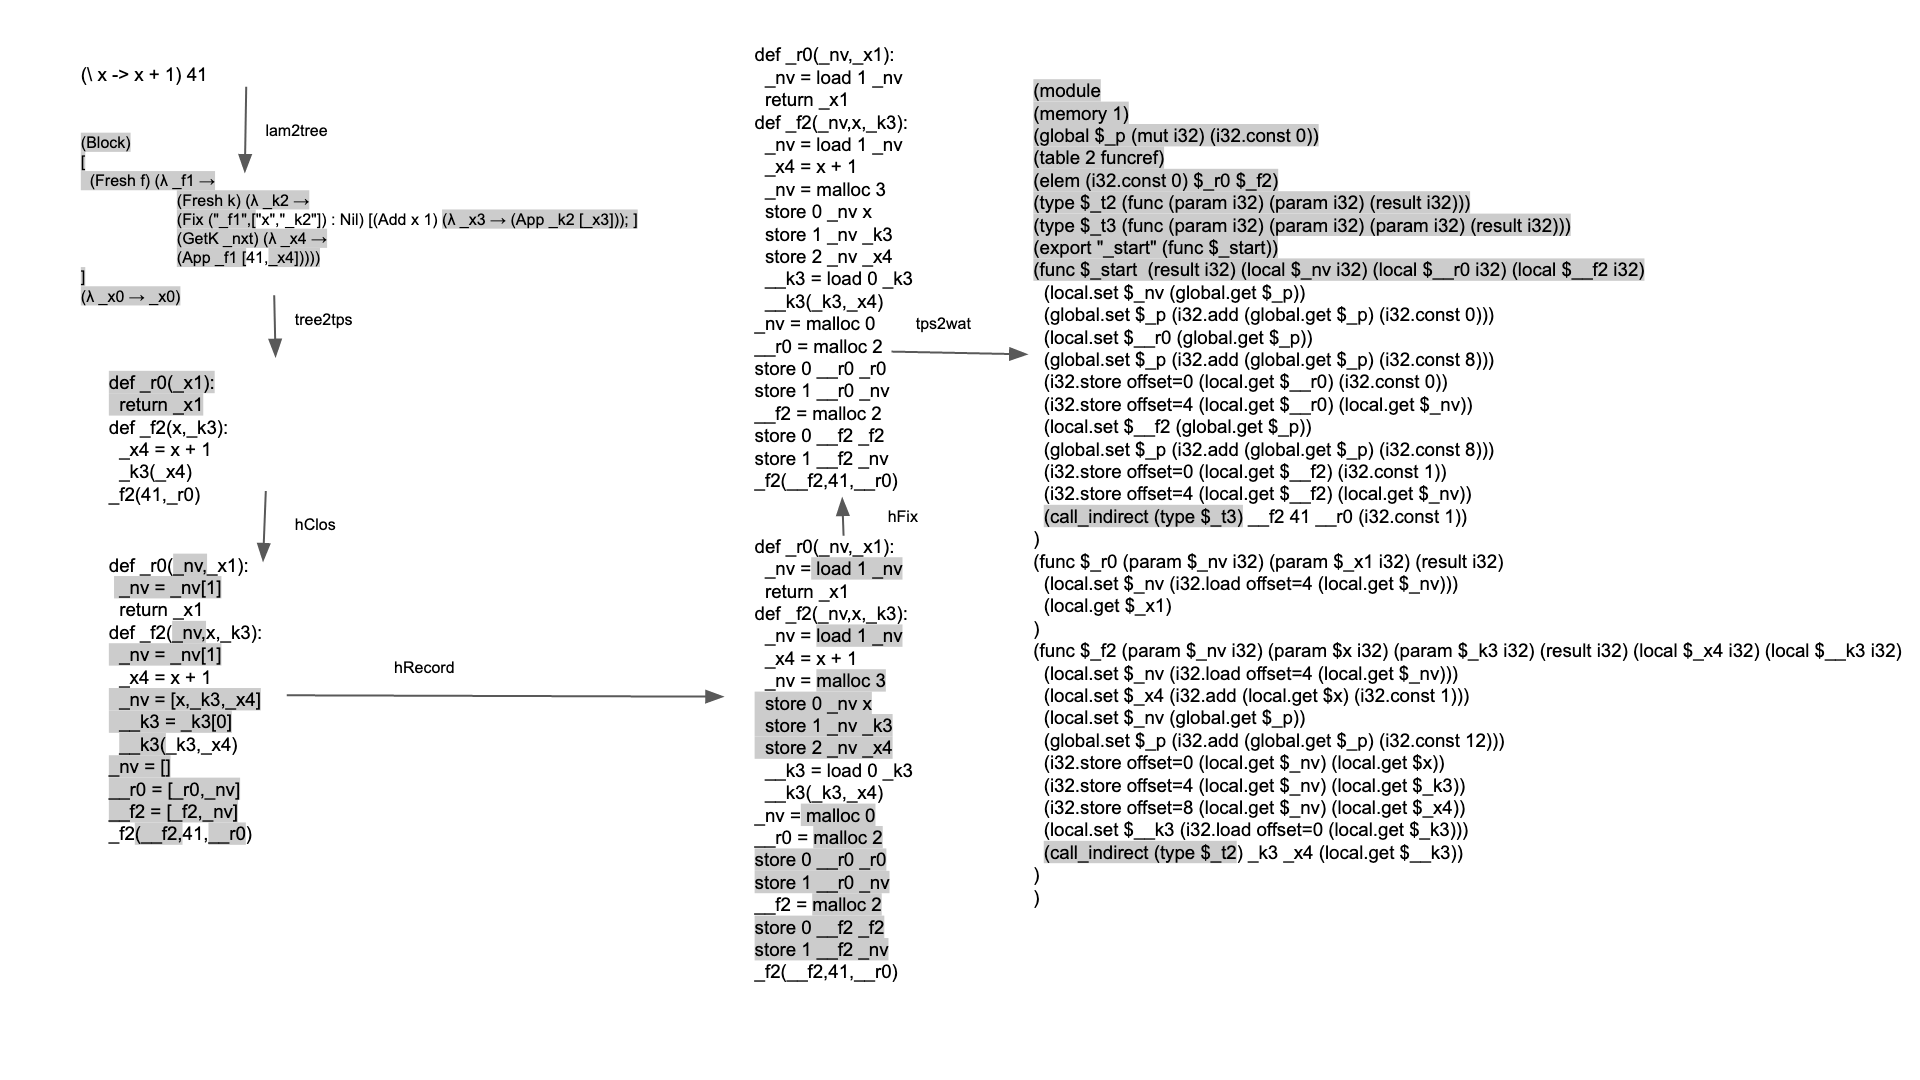 (\ x -> x + 1) 41
lam2tree
(Block)
[
(Fresh f) (λ _f1 →
(Fresh k) (λ _k2 →
(Fix ("_f1",["x","_k2"]) : Nil) [(Add x 1) (λ _x3 → (App _k2 [_x3])); ]
(GetK _nxt) (λ _x4 →
(App _f1 [41,_x4]))))
]
(λ _x0 → _x0)
tree2tps
def _r0(_x1):
return _x1
def _f2(x,_k3):
_x4 = x + 1
_k3(_x4)
_f2(41,_r0)
hClos
def _r0(_nv,_x1):
_nv = _nv[1]
return _x1
def _f2(_nv,x,_k3):
_nv = _nv[1]
_x4 = x + 1
_nv = [x,_k3,_x4]
__k3 = _k3[0]
__k3(_k3,_x4)
_nv = []
__r0 = [_r0,_nv]
__f2 = [_f2,_nv]
_f2(__f2,41,__r0)
hRecord
def _r0(_nv,_x1):
_nv = load 1 _nv
return _x1
def _f2(_nv,x,_k3):
_nv = load 1 _nv
_x4 = x + 1
_nv = malloc 3
store 0 _nv x
store 1 _nv _k3
store 2 _nv _x4
__k3 = load 0 _k3
__k3(_k3,_x4)
_nv = malloc 0
__r0 = malloc 2
store 0 __r0 _r0
store 1 __r0 _nv
__f2 = malloc 2
store 0 __f2 _f2
store 1 __f2 _nv
_f2(__f2,41,__r0)
hFix
def _r0(_nv,_x1):
_nv = load 1 _nv
return _x1
def _f2(_nv,x,_k3):
_nv = load 1 _nv
_x4 = x + 1
_nv = malloc 3
store 0 _nv x
store 1 _nv _k3
store 2 _nv _x4
__k3 = load 0 _k3
__k3(_k3,_x4)
_nv = malloc 0
__r0 = malloc 2
store 0 __r0 _r0
store 1 __r0 _nv
__f2 = malloc 2
store 0 __f2 _f2
store 1 __f2 _nv
_f2(__f2,41,__r0)
tps2wat
(module
(memory 1)
(global $_p (mut i32) (i32.const 0))
(table 2 funcref)
(elem (i32.const 0) $_r0 $_f2)
(type $_t2 (func (param i32) (param i32) (result i32)))
(type $_t3 (func (param i32) (param i32) (param i32) (result i32)))
(export "_start" (func $_start))
(func $_start (result i32) (local $_nv i32) (local $__r0 i32) (local $__f2 i32)
(local.set $_nv (global.get $_p))
(global.set $_p (i32.add (global.get $_p) (i32.const 0)))
(local.set $__r0 (global.get $_p))
(global.set $_p (i32.add (global.get $_p) (i32.const 8)))
(i32.store offset=0 (local.get $__r0) (i32.const 0))
(i32.store offset=4 (local.get $__r0) (local.get $_nv))
(local.set $__f2 (global.get $_p))
(global.set $_p (i32.add (global.get $_p) (i32.const 8)))
(i32.store offset=0 (local.get $__f2) (i32.const 1))
(i32.store offset=4 (local.get $__f2) (local.get $_nv))
(call_indirect (type $_t3) __f2 41 __r0 (i32.const 1))
)
(func $_r0 (param $_nv i32) (param $_x1 i32) (result i32)
(local.set $_nv (i32.load offset=4 (local.get $_nv)))
(local.get $_x1)
)
(func $_f2 (param $_nv i32) (param $x i32) (param $_k3 i32) (result i32) (local $_x4 i32) (local $__k3 i32)
(local.set $_nv (i32.load offset=4 (local.get $_nv)))
(local.set $_x4 (i32.add (local.get $x) (i32.const 1)))
(local.set $_nv (global.get $_p))
(global.set $_p (i32.add (global.get $_p) (i32.const 12)))
(i32.store offset=0 (local.get $_nv) (local.get $x))
(i32.store offset=4 (local.get $_nv) (local.get $_k3))
(i32.store offset=8 (local.get $_nv) (local.get $_x4))
(local.set $__k3 (i32.load offset=0 (local.get $_k3)))
(call_indirect (type $_t2) _k3 _x4 (local.get $__k3))
)
)